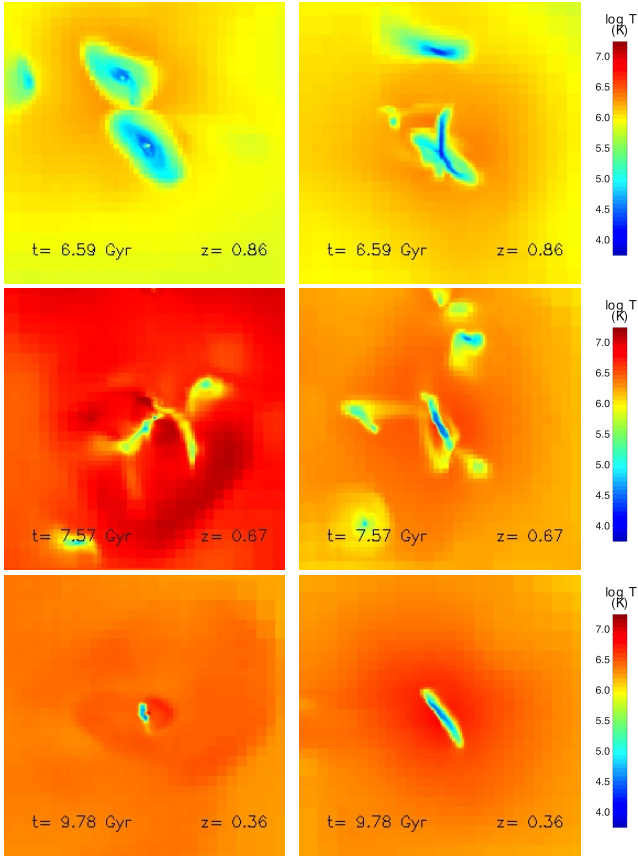 log T
(K)
7.0
6.5
6.0
5.5
5.0
4.5
4.0
t= 6.59 Gyr z= 0.86
t= 6.59 Gyr z= 0.86
log T
(K)
7.0
6.5
6.0
5.5
5.0
4.5
4.0
t= 7.57 Gyr z= 0.67
t= 7.57 Gyr z= 0.67
log T
(K)
7.0
6.5
6.0
5.5
5.0
4.5
4.0
t= 9.78 Gyr z= 0.36
t= 9.78 Gyr z= 0.36